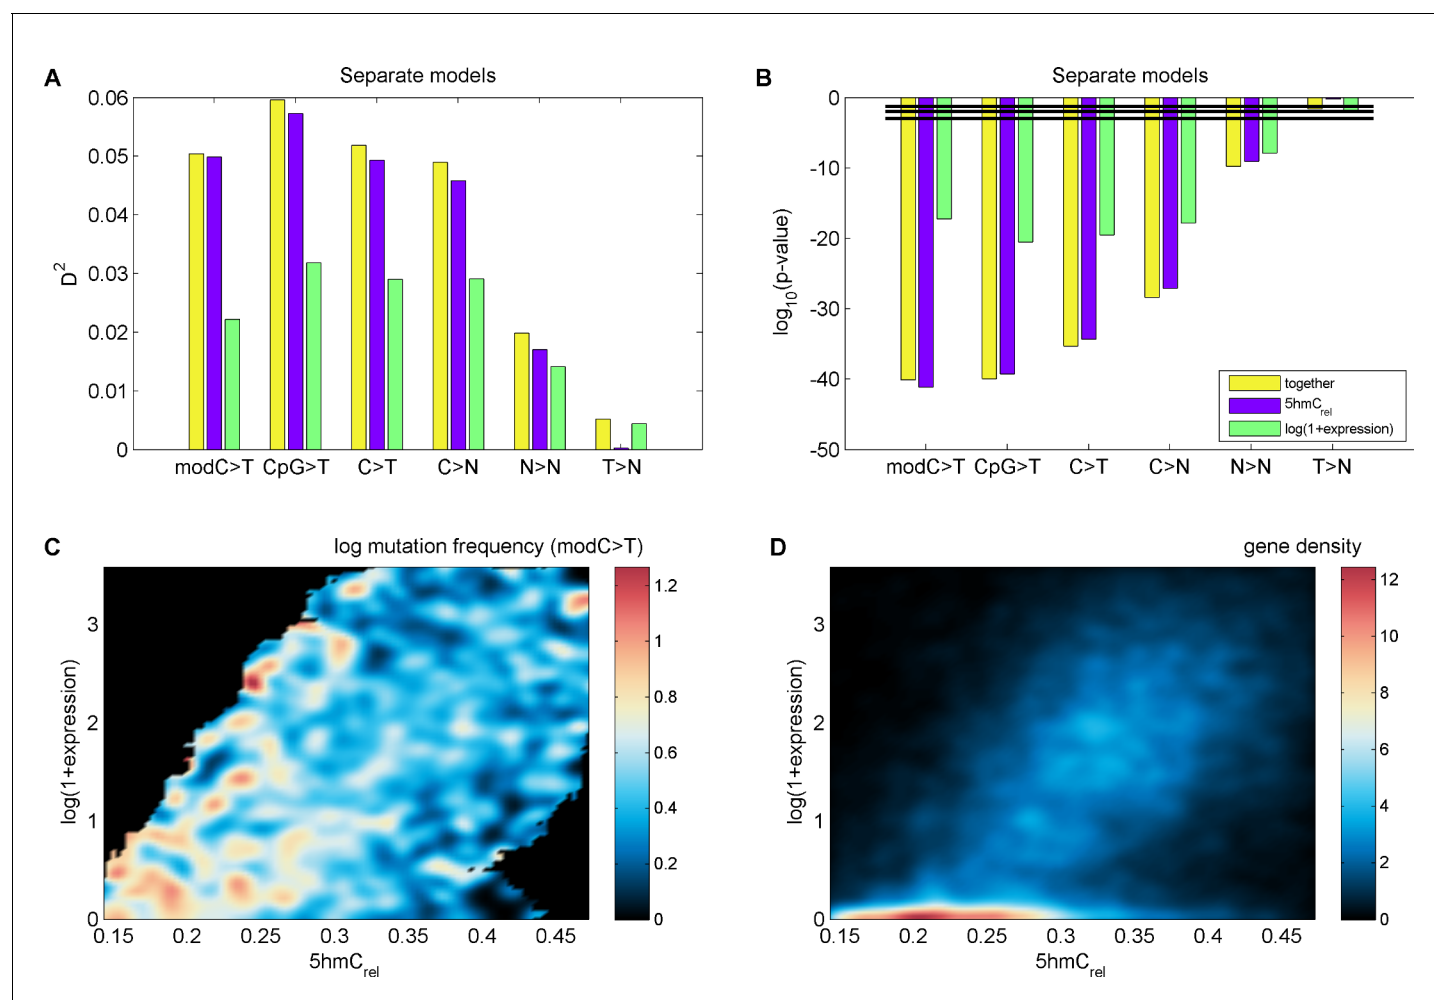 A
Separate models
0.06
0.05
0.04
0.03
0.02
0.01
0
D2
modC>T CpG>T C>T C>N N>N T>N
B
Separate models
0
-10
-20
-30
-40
-50
log10(p-value)
together
5hmCrel
log(1+expression)
modC>T CpG>T C>T C>N N>N T>N
C
log mutation frequency (modC>T)
3
2
1
0
log(1+expression)
0.15 0.2 0.25 0.3 0.35 0.4 0.45
5hmCrel
1.2
1
0.8
0.6
0.4
0.2
0
D
gene density
3
2
1
0
log(1+expression)
0.15 0.2 0.25 0.3 0.35 0.4 0.45
5hmCrel
12
10
8
6
4
2
0